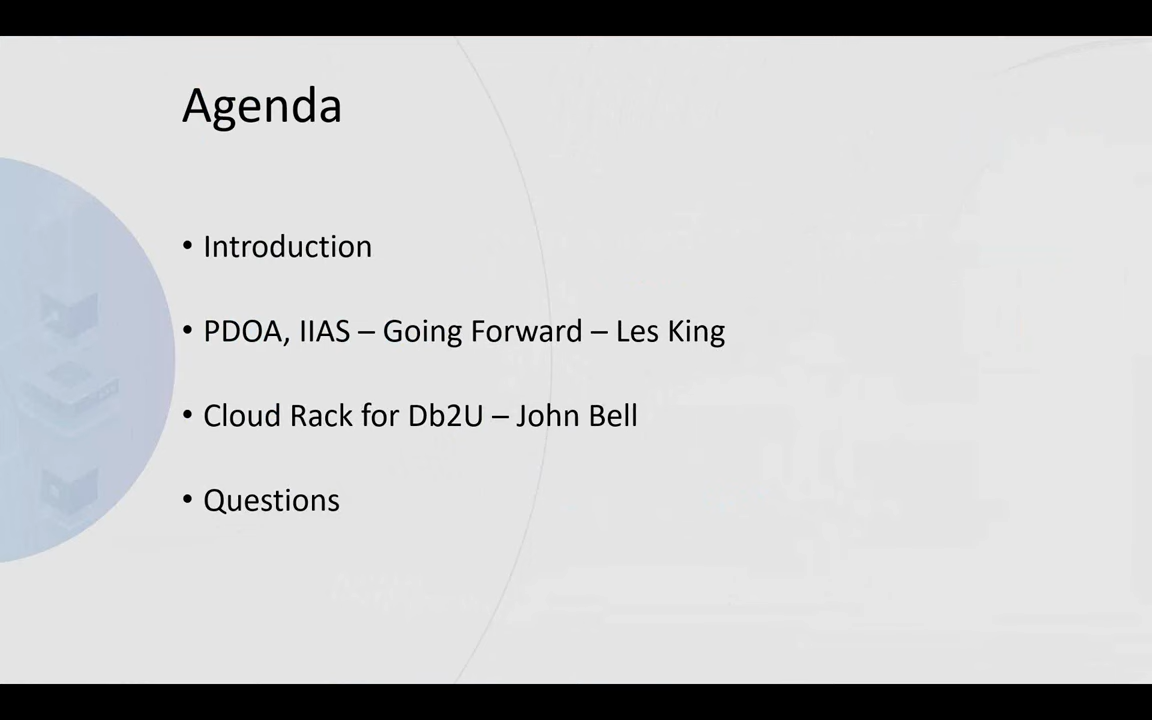 Agenda
• Introduction
• PDOA, IIAS – Going Forward – Les King
• Cloud Rack for Db2U – John Bell
• Questions